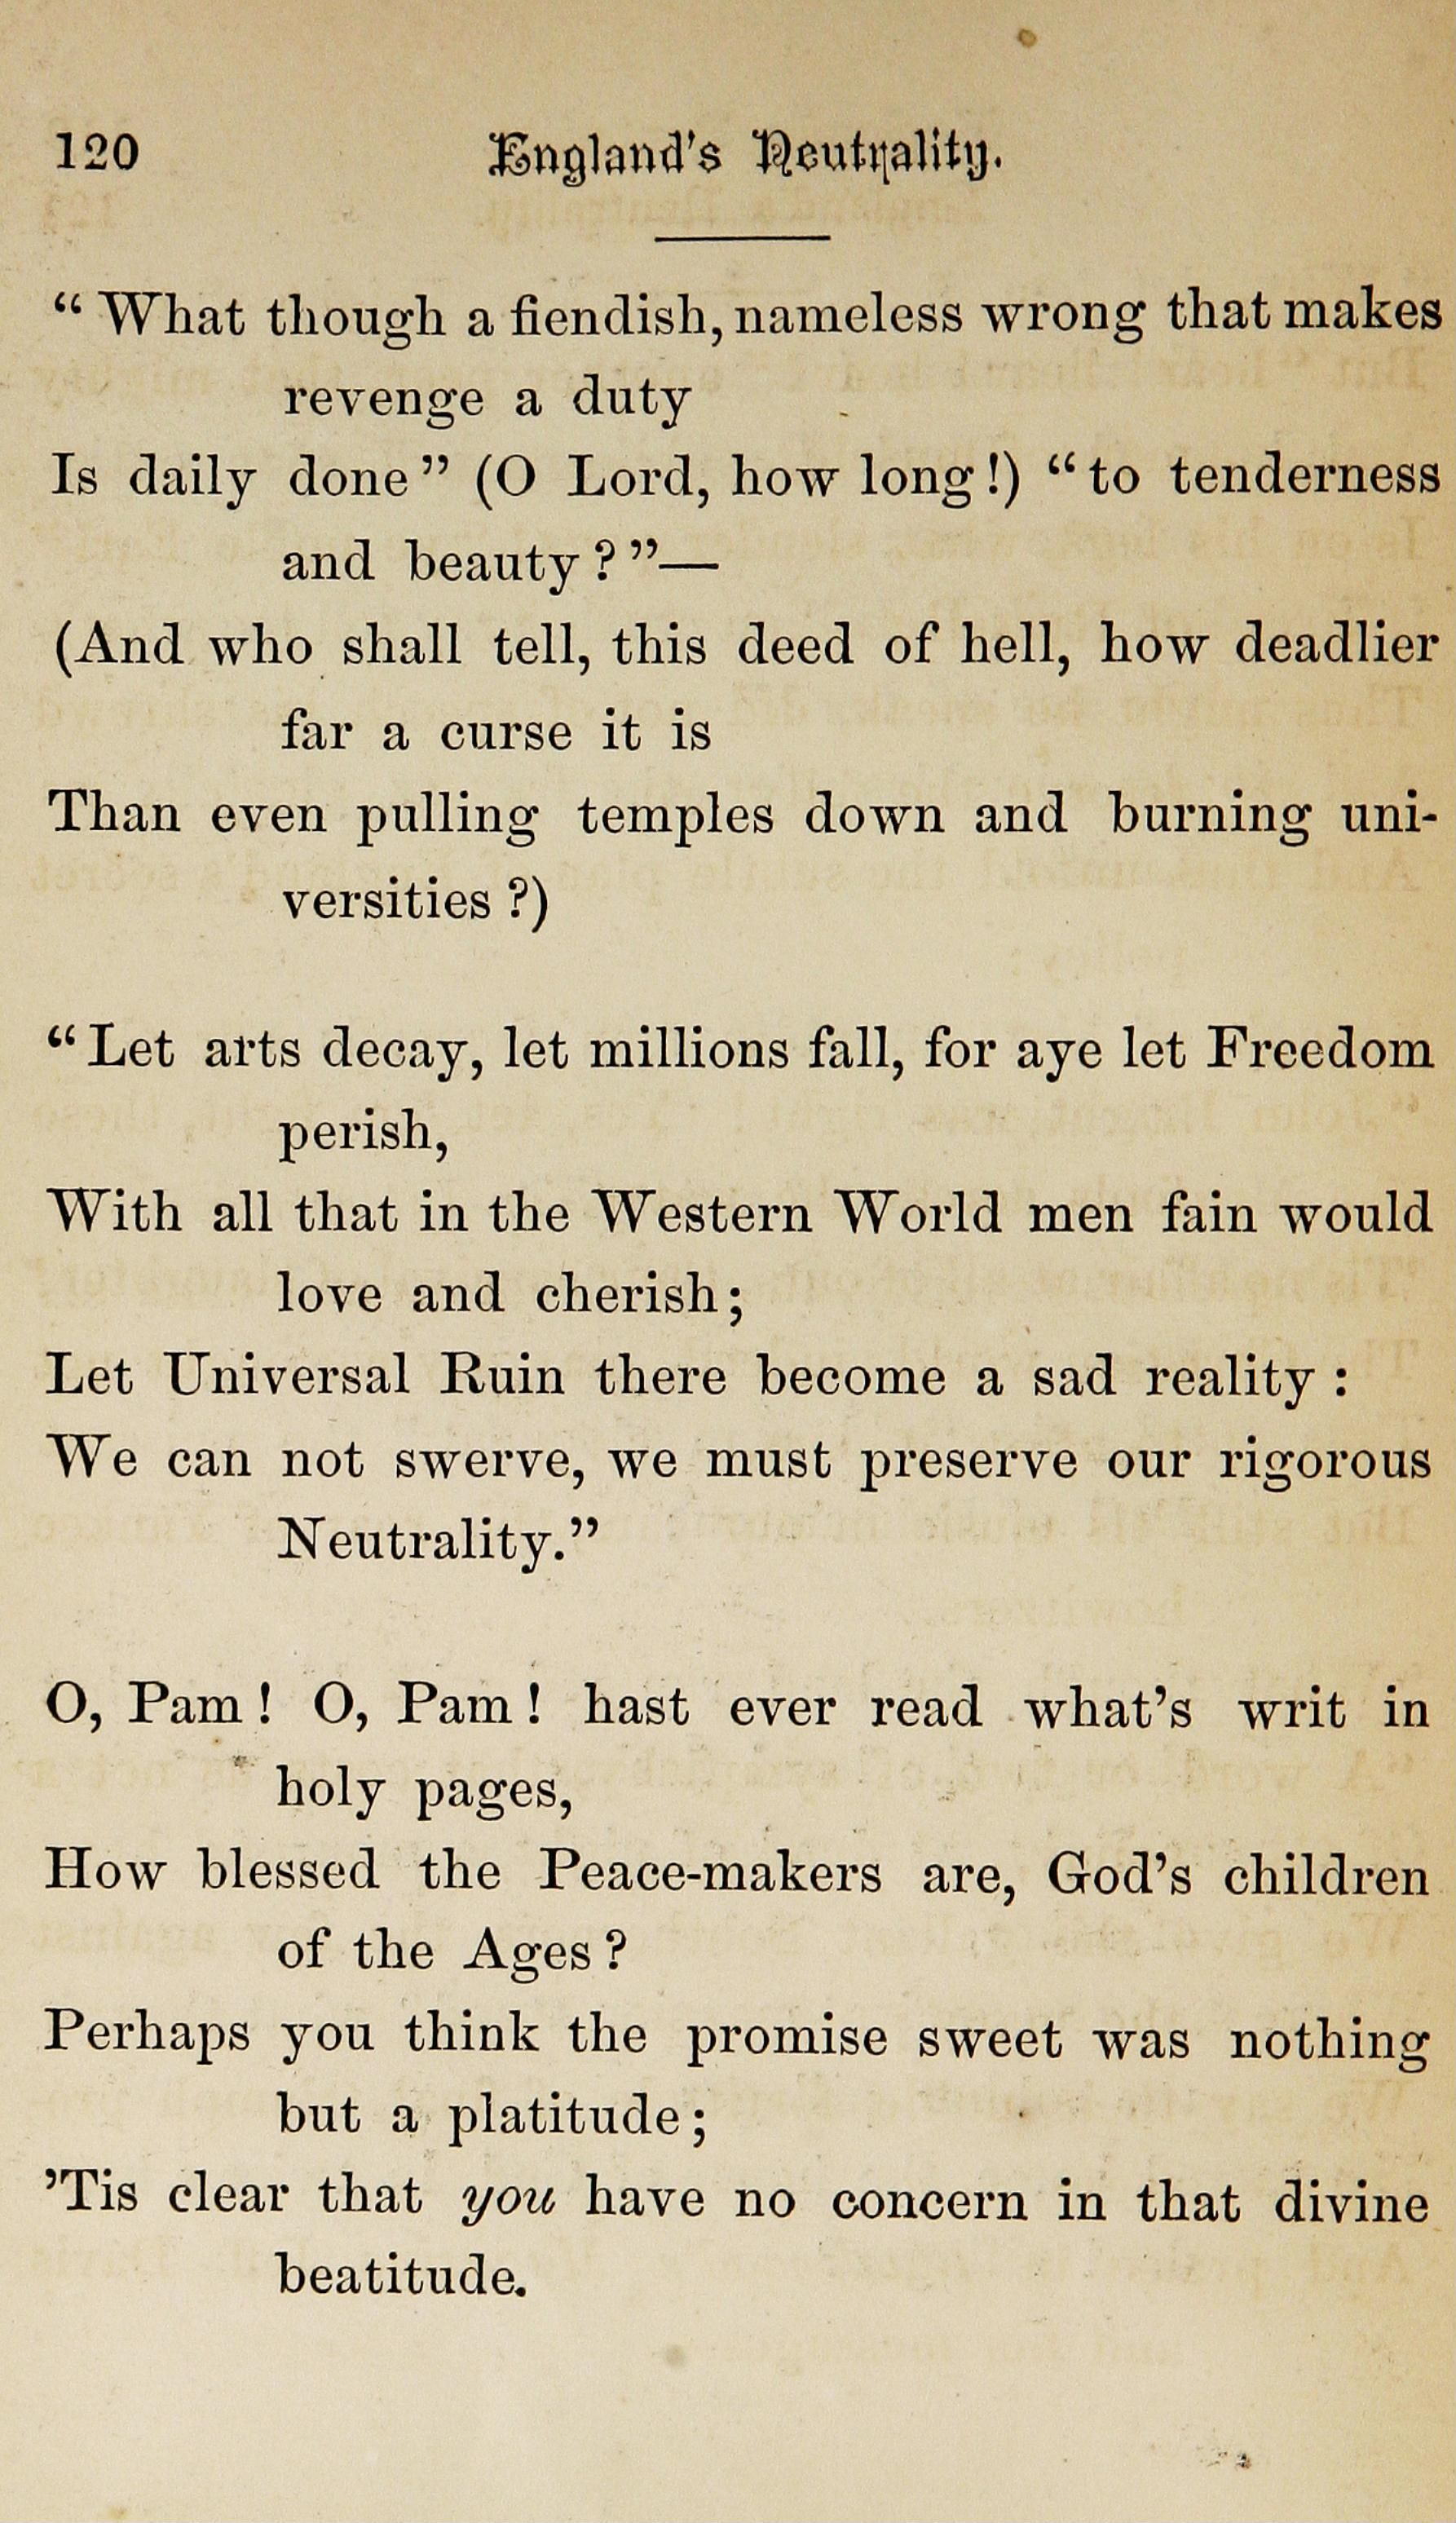 120 England's Neutrality.
“ What though a fiendish, nameless wrong that makes
revenge a duty
Is daily done” (O Lord, how long!) “to tenderness
and beauty?”—
(And who shall tell, this deed of hell, how deadlier
far a curse it is
Than even pulling temples down and burning uni-
versities?)
“Let arts decay, let millions fall, for aye let Freedom
perish,
With all that in the Western World men fain would
love and cherish;
Let Universal Ruin there become a sad reality :
We can not swerve, we must preserve our rigorous
Neutrality.”
O, Pam! O, Pam! hast ever read what’s writ in
holy pages,
How blessed the Peace-makers are, God’s children
of the Ages?
Perhaps you think the promise sweet was nothing
but a platitude;
’Tis clear that you have no concern in that divine
beatitude.